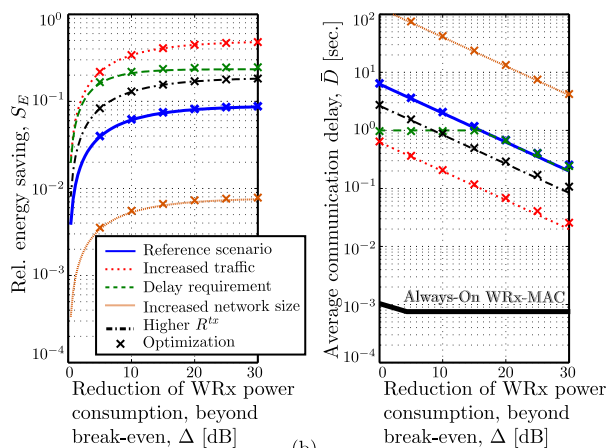 Rel. energy saving, S_E
10^0
10^{-1}
10^{-2}
10^{-3}
10^{-4}
0
10
20
30
Reference scenario
Increased traffic
Delay requirement
Increased network size
Higher R^{tx}
Optimization
Reduction of WRx power
consumption, beyond
break-even, Δ [dB]
(b)
Average communication delay, D̄ [sec.]
10^2
10^1
10^0
10^{-1}
10^{-2}
10^{-3}
10^{-4}
0
10
20
30
Always-On WRx-MAC
Reduction of WRx power
consumption, beyond
break-even, Δ [dB]